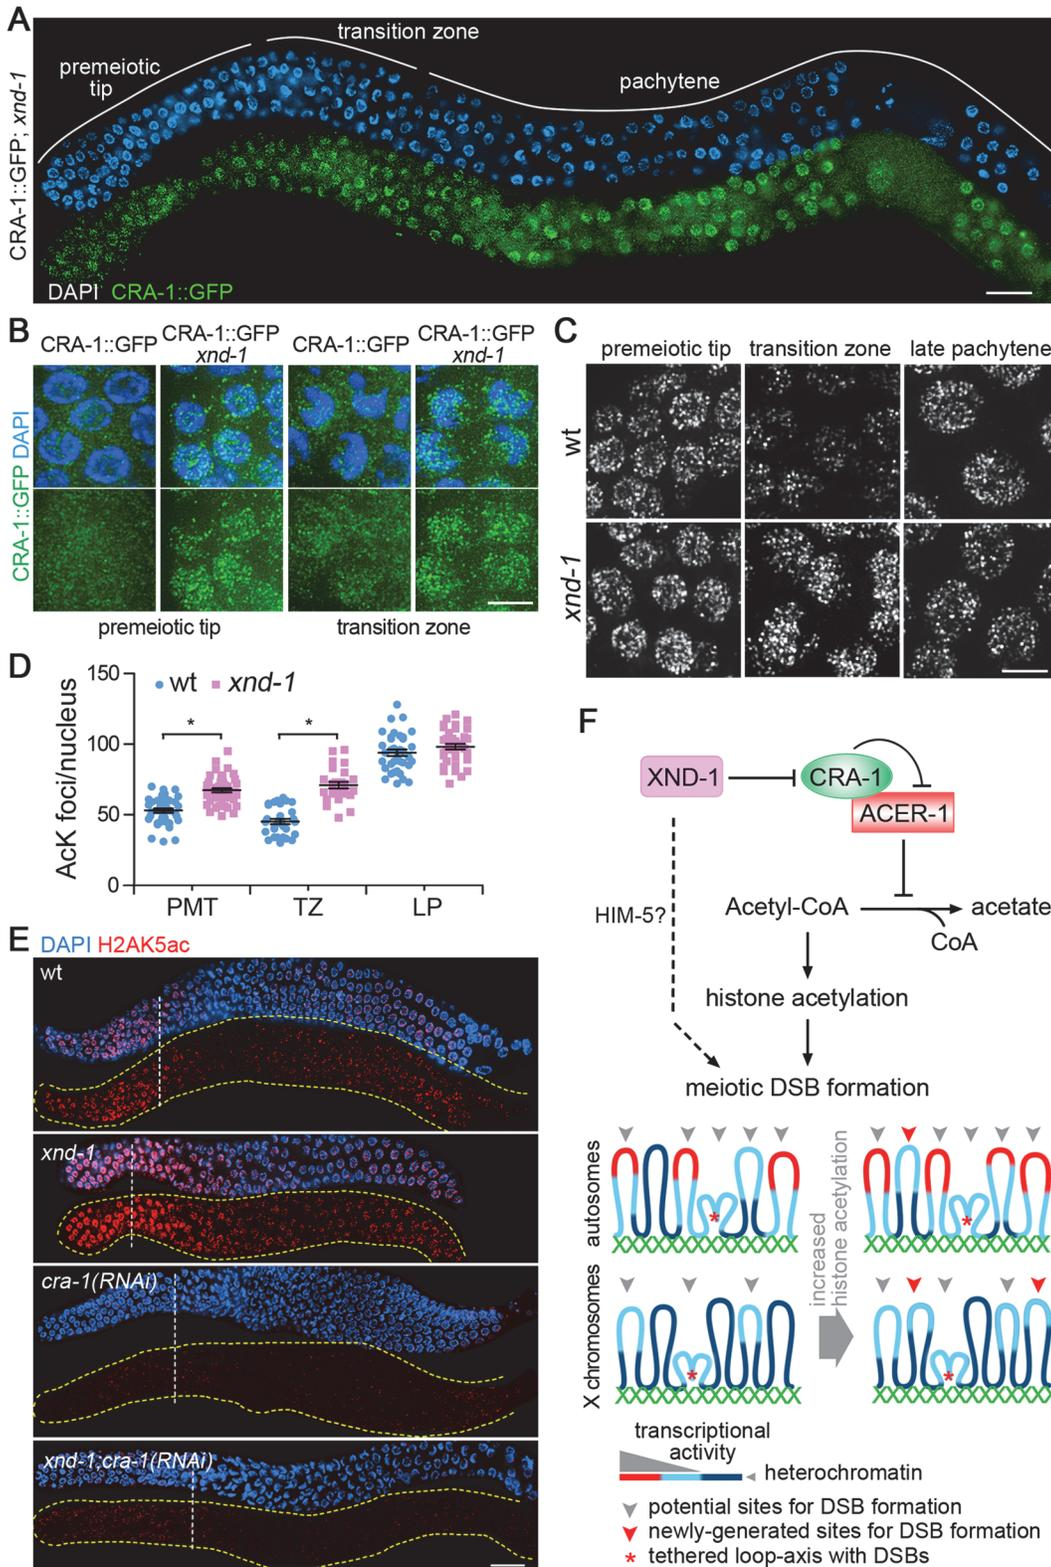 A
CRA-1::GFP; xnd-1
premeiotic
tip
transition zone
pachytene
DAPI CRA-1::GFP
B
CRA-1::GFP
CRA-1::GFP
xnd-1
CRA-1::GFP
CRA-1::GFP
xnd-1
CRA-1::GFP DAPI
premeiotic tip
transition zone
C
premeiotic tip
transition zone
late pachytene
wt
xnd-1
D
AcK foci/nucleus
150
100
50
0
wt
xnd-1
*
*
PMT
TZ
LP
E
DAPI H2AK5ac
wt
xnd-1
cra-1(RNAi)
xnd-1;cra-1(RNAi)
F
XND-1
CRA-1
ACER-1
HIM-5?
Acetyl-CoA
acetate
CoA
histone acetylation
meiotic DSB formation
autosomes
X chromosomes
increased
histone acetylation
*
*
*
*
transcriptional
activity
heterochromatin
potential sites for DSB formation
newly-generated sites for DSB formation
* tethered loop-axis with DSBs